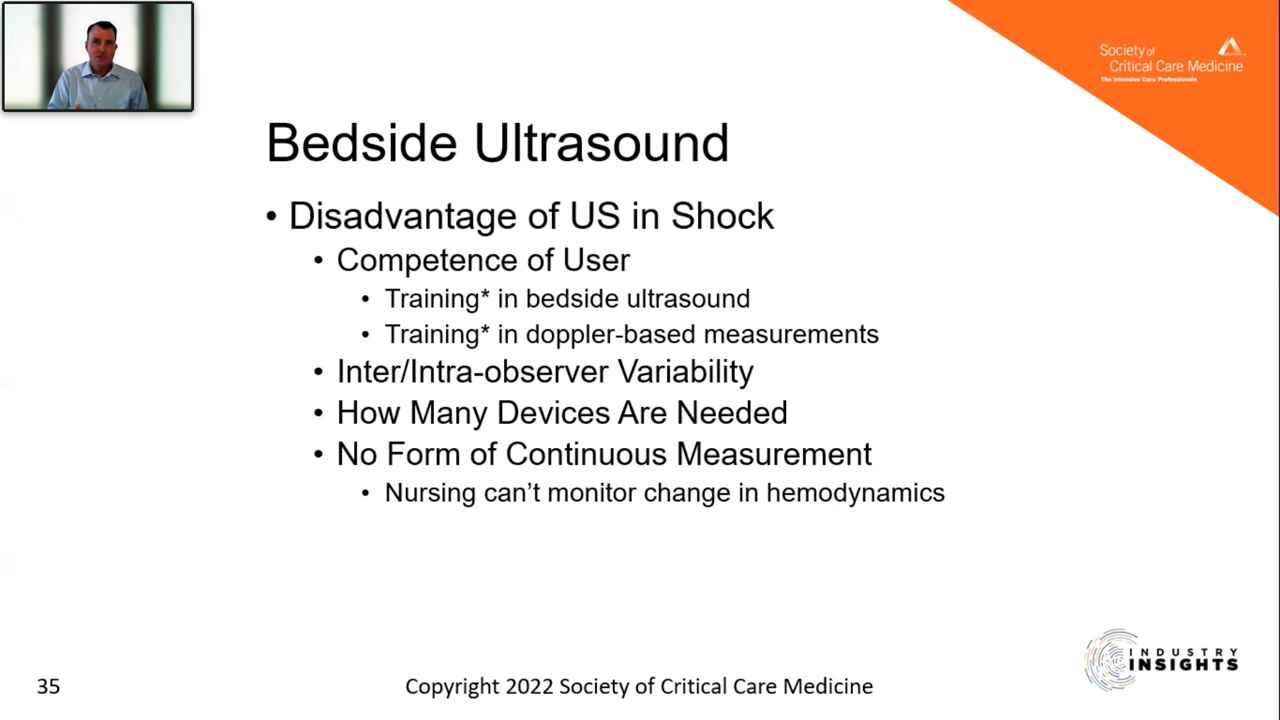 Society of
Critical Care Medicine
The Intensive Care Professionals
Bedside Ultrasound
• Disadvantage of US in Shock
• Competence of User
• Training* in bedside ultrasound
• Training* in doppler-based measurements
• Inter/Intra-observer Variability
• How Many Devices Are Needed
• No Form of Continuous Measurement
• Nursing can’t monitor change in hemodynamics
INDUSTRY
INSIGHTS
35
Copyright 2022 Society of Critical Care Medicine